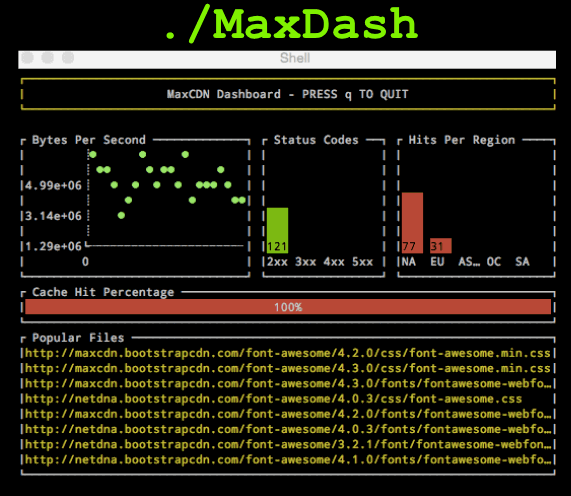 ./MaxDash
Shell
MaxCDN Dashboard - PRESS q TO QUIT
Bytes Per Second
4.99e+06
3.14e+06
1.29e+06
0
Status Codes
121
2xx 3xx 4xx 5xx
Hits Per Region
77 31
NA EU AS… OC SA
Cache Hit Percentage
100%
Popular Files
http://maxcdn.bootstrapcdn.com/font-awesome/4.2.0/css/font-awesome.min.css
http://maxcdn.bootstrapcdn.com/font-awesome/4.3.0/css/font-awesome.min.css
http://maxcdn.bootstrapcdn.com/font-awesome/4.3.0/fonts/fontawesome-webfo…
http://netdna.bootstrapcdn.com/font-awesome/4.0.3/css/font-awesome.css
http://maxcdn.bootstrapcdn.com/font-awesome/4.2.0/fonts/fontawesome-webfo…
http://netdna.bootstrapcdn.com/font-awesome/4.0.3/fonts/fontawesome-webfo…
http://netdna.bootstrapcdn.com/font-awesome/3.2.1/font/fontawesome-webfon…
http://netdna.bootstrapcdn.com/font-awesome/4.1.0/fonts/fontawesome-webfo…